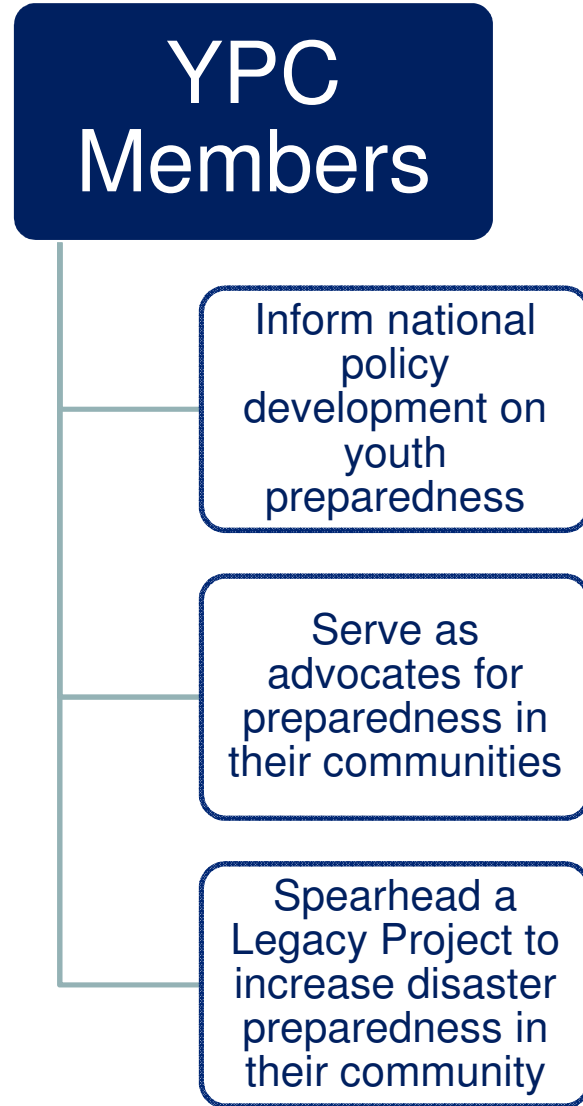 YPC
Members
Inform national
policy
development on
youth
preparedness
Serve as
advocates for
preparedness in
their communities
Spearhead a
Legacy Project to
increase disaster
preparedness in
their community